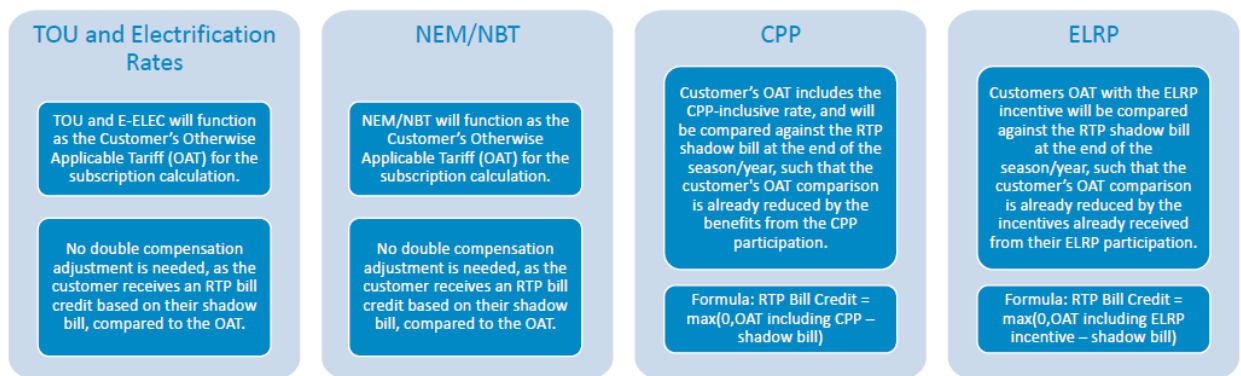 TOU and Electrification
Rates
TOU and E-ELEC will function
as the Customer's Otherwise
Applicable Tariff (OAT) for the
subscription calculation.
No double compensation
adjustment is needed, as the
customer receives an RTP bill
credit based on their shadow
bill, compared to the OAT.
NEM/NBT
NEM/NBT will function as the
Customer's Otherwise
Applicable Tariff (OAT) for the
subscription calculation.
No double compensation
adjustment is needed, as the
customer receives an RTP bill
credit based on their shadow
bill, compared to the OAT.
CPP
Customer's OAT includes the
CPP-inclusive rate, and will
be compared against the RTP
shadow bill at the end of the
season/year, such that the
customer's OAT comparison
is already reduced by the
benefits from the CPP
participation.
Formula: RTP Bill Credit =
max(0,OAT including CPP –
shadow bill)
ELRP
Customers OAT with the ELRP
incentive will be compared
against the RTP shadow bill
at the end of the
season/year, such that the
customer's OAT comparison
is already reduced by the
incentives already received
from their ELRP participation.
Formula: RTP Bill Credit =
max(0,OAT including ELRP
incentive – shadow bill)